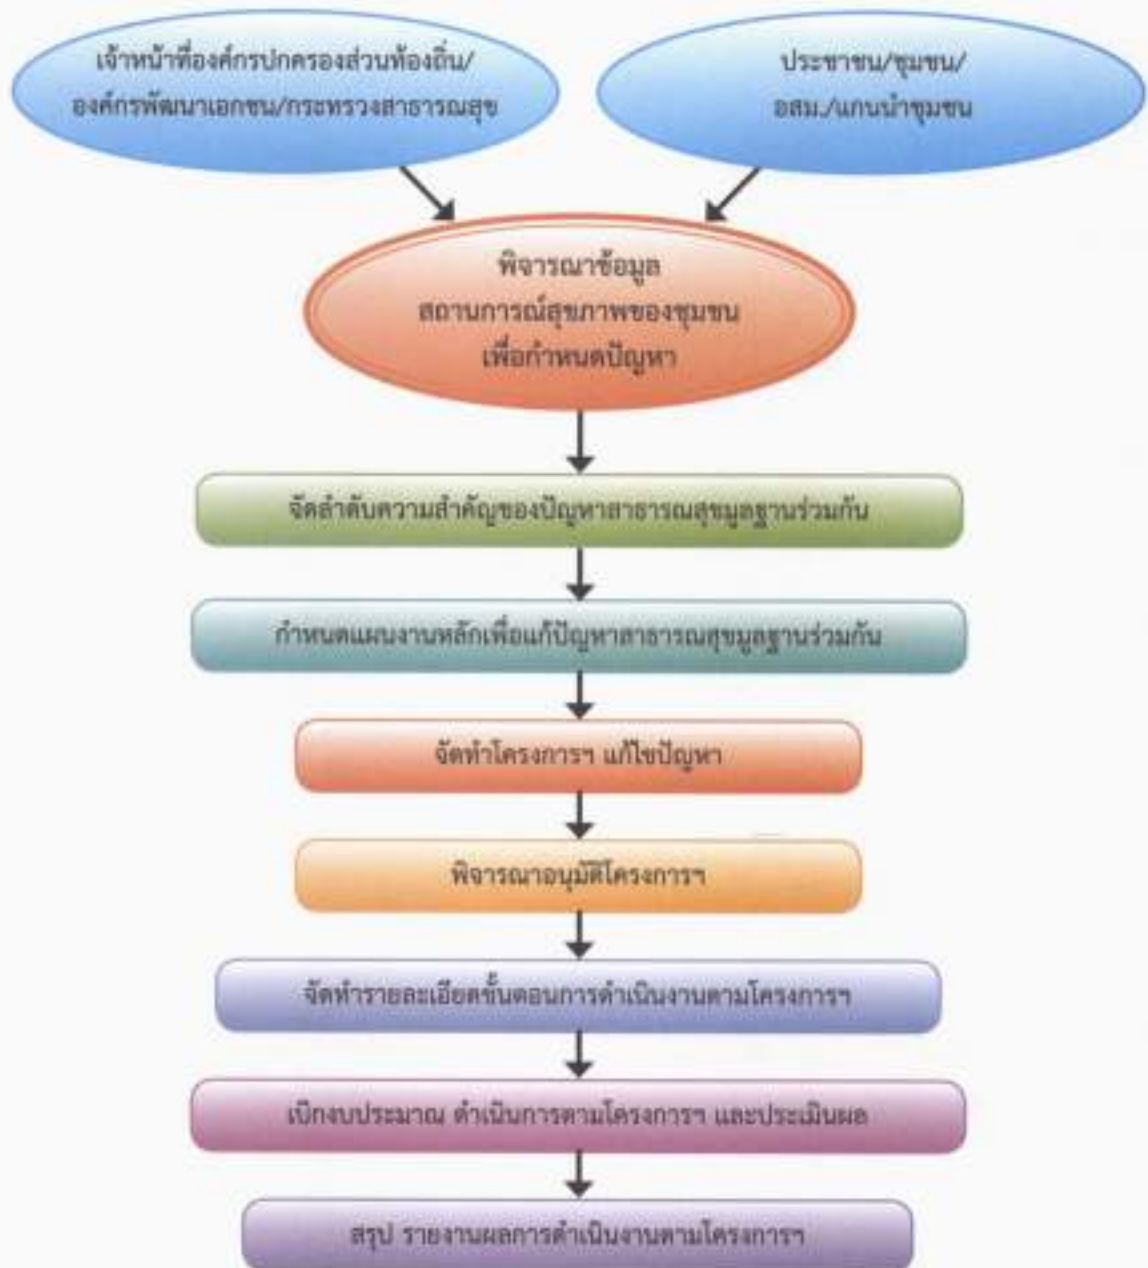 เจ้าหน้าที่องค์กรปกครองส่วนท้องถิ่น/
องค์กรพัฒนาเอกชน/กระทรวงสาธารณสุข
ประชาชน/ชุมชน/
อสม./แกนนำชุมชน
พิจารณาข้อมูล
สถานการณ์สุขภาพของชุมชน
เพื่อกำหนดปัญหา
จัดลำดับความสำคัญของปัญหาสาธารณสุขมูลฐานร่วมกัน
กำหนดแผนงานหลักเพื่อแก้ปัญหาสาธารณสุขมูลฐานร่วมกัน
จัดทำโครงการฯ แก้ไขปัญหา
พิจารณาอนุมัติโครงการฯ
จัดทำรายละเอียดขั้นตอนการดำเนินงานตามโครงการฯ
เบิกงบประมาณ ดำเนินการตามโครงการฯ และประเมินผล
สรุป รายงานผลการดำเนินงานตามโครงการฯ